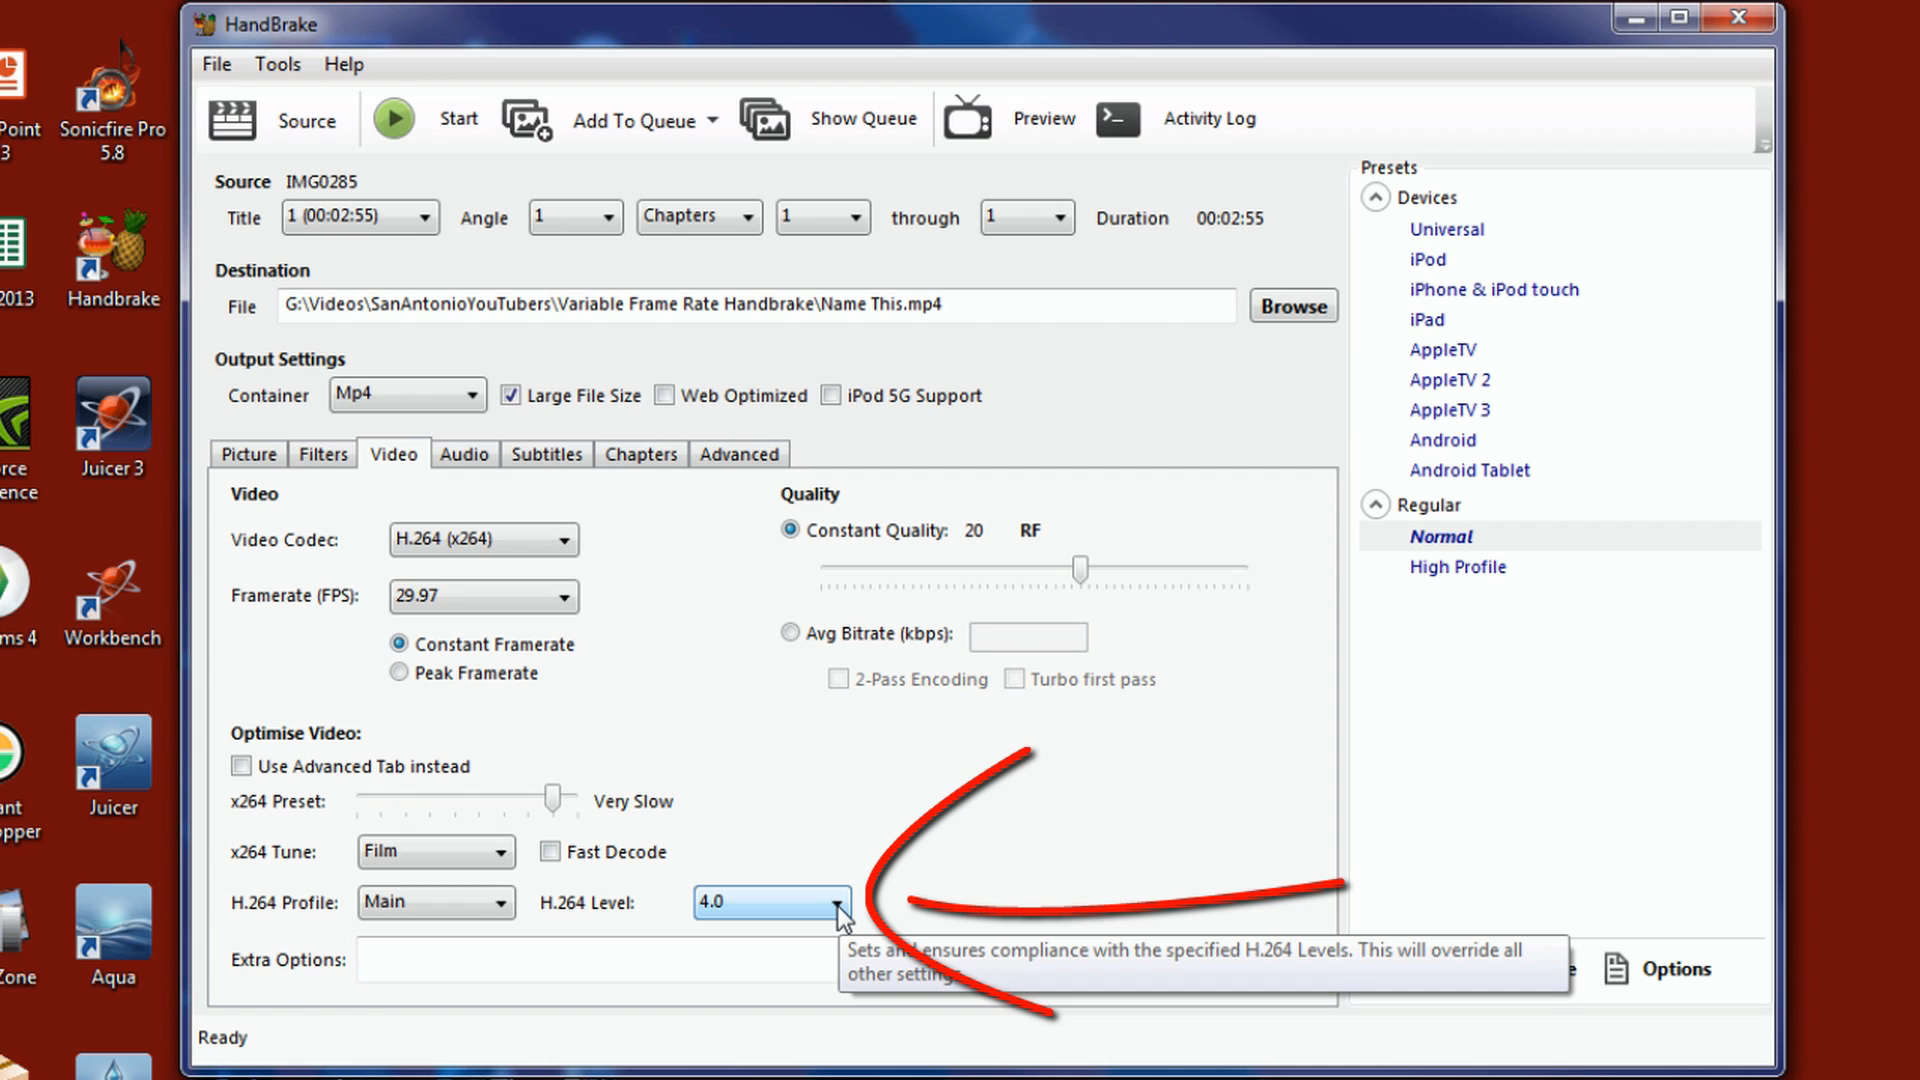 HandBrake
File Tools Help
Source Start Add To Queue Show Queue Preview Activity Log
Source IMG0285
Title 1 (00:02:55) Angle 1 Chapters 1 through 1 Duration 00:02:55
Destination
File G:\Videos\SanAntonioYouTubers\Variable Frame Rate Handbrake\Name This.mp4 Browse
Output Settings
Container Mp4 Large File Size Web Optimized iPod 5G Support
Picture Filters Video Audio Subtitles Chapters Advanced
Video
Video Codec: H.264 (x264)
Framerate (FPS): 29.97
Constant Framerate
Peak Framerate
Quality
Constant Quality: 20 RF
Avg Bitrate (kbps):
2-Pass Encoding Turbo first pass
Optimise Video:
Use Advanced Tab instead
x264 Preset: Very Slow
x264 Tune: Film Fast Decode
H.264 Profile: Main H.264 Level: 4.0
Extra Options:
Sets and ensures compliance with the specified H.264 Levels. This will override all
other settings.
Ready
Presets
Devices
Universal
iPod
iPhone & iPod touch
iPad
AppleTV
AppleTV 2
AppleTV 3
Android
Android Tablet
Regular
Normal
High Profile
Options
Point
3
Sonicfire Pro
5.8
2013
Handbrake
rce
ence
Juicer 3
ms 4
Workbench
ant
opper
Juicer
Zone
Aqua